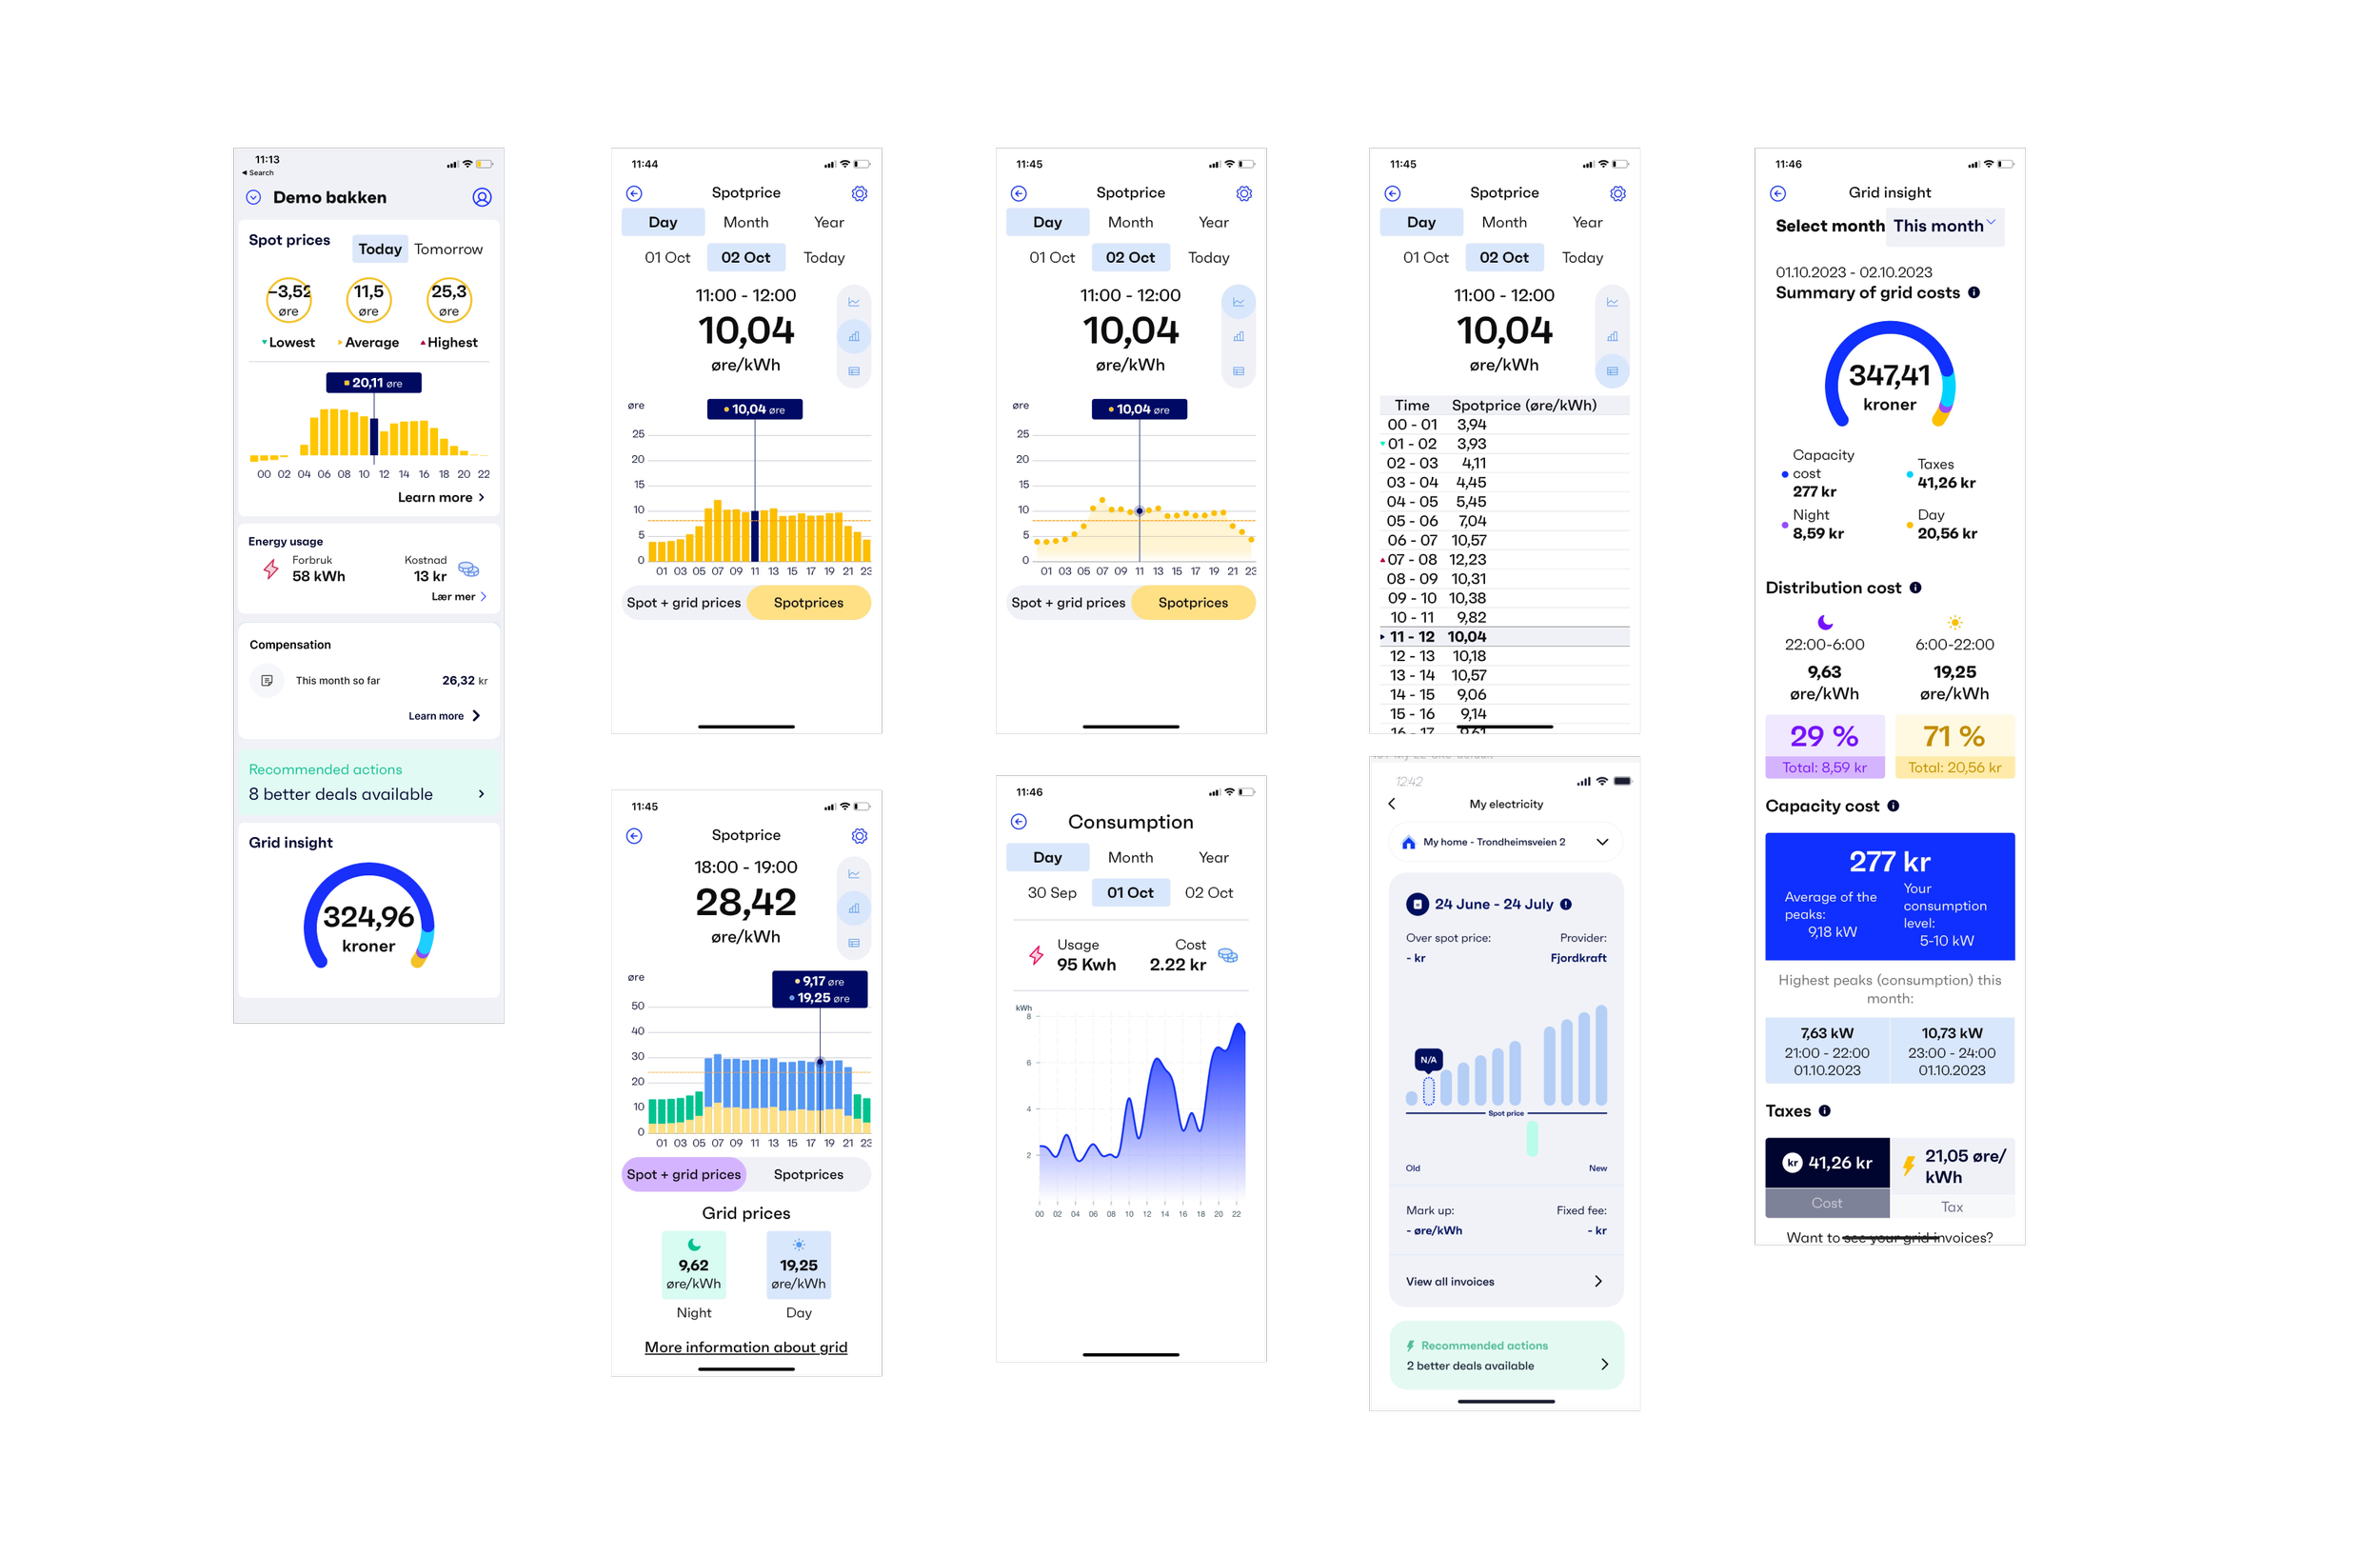 11:13
◀ Search
Demo bakken
Spot prices
Today
Tomorrow
−3,52
øre
11,5
øre
25,3
øre
Lowest
Average
Highest
20,11 øre
00 02 04 06 08 10 12 14 16 18 20 22
Learn more
Energy usage
Forbruk
58 kWh
Kostnad
13 kr
Lær mer
Compensation
This month so far
26,32 kr
Learn more
Recommended actions
8 better deals available
Grid insight
324,96
kroner
11:44
Spotprice
Day Month Year
01 Oct 02 Oct Today
11:00 - 12:00
10,04
øre/kWh
øre
10,04 øre
25
20
15
10
5
0
01 03 05 07 09 11 13 15 17 19 21 23
Spot + grid prices
Spotprices
11:45
Spotprice
18:00 - 19:00
28,42
øre/kWh
øre
9,17 øre
19,25 øre
50
40
30
20
10
0
01 03 05 07 09 11 13 15 17 19 21 23
Spot + grid prices
Spotprices
Grid prices
9,62
øre/kWh
Night
19,25
øre/kWh
Day
More information about grid
11:45
Spotprice
Day Month Year
01 Oct 02 Oct Today
11:00 - 12:00
10,04
øre/kWh
øre
10,04 øre
25
20
15
10
5
0
01 03 05 07 09 11 13 15 17 19 21 23
Spot + grid prices
Spotprices
11:46
Consumption
Day Month Year
30 Sep 01 Oct 02 Oct
Usage
95 Kwh
Cost
2.22 kr
kWh
8
6
4
2
00 02 04 06 08 10 12 14 16 18 20 22
11:45
Spotprice
Day Month Year
01 Oct 02 Oct Today
11:00 - 12:00
10,04
øre/kWh
Time Spotprice (øre/kWh)
00 - 01 3,94
01 - 02 3,93
02 - 03 4,11
03 - 04 4,45
04 - 05 5,45
05 - 06 7,04
06 - 07 10,57
07 - 08 12,23
08 - 09 10,31
09 - 10 10,38
10 - 11 9,82
11 - 12 10,04
12 - 13 10,18
13 - 14 10,57
14 - 15 9,06
15 - 16 9,14
16 - 17 9,61
12:42
My electricity
My home - Trondheimsveien 2
24 June - 24 July
Over spot price:
- kr
Provider:
Fjordkraft
N/A
Spot price
Old
New
Mark up:
- øre/kWh
Fixed fee:
- kr
View all invoices
Recommended actions
2 better deals available
11:46
Grid insight
Select month
This month
01.10.2023 - 02.10.2023
Summary of grid costs
347,41
kroner
Capacity
cost
277 kr
Taxes
41,26 kr
Night
8,59 kr
Day
20,56 kr
Distribution cost
22:00-6:00
9,63
øre/kWh
6:00-22:00
19,25
øre/kWh
29 %
Total: 8,59 kr
71 %
Total: 20,56 kr
Capacity cost
277 kr
Average of the
peaks:
9,18 kW
Your
consumption
level:
5-10 kW
Highest peaks (consumption) this
month:
7,63 kW
21:00 - 22:00
01.10.2023
10,73 kW
23:00 - 24:00
01.10.2023
Taxes
kr 41,26 kr
Cost
21,05 øre/
kWh
Tax
Want to see your grid invoices?